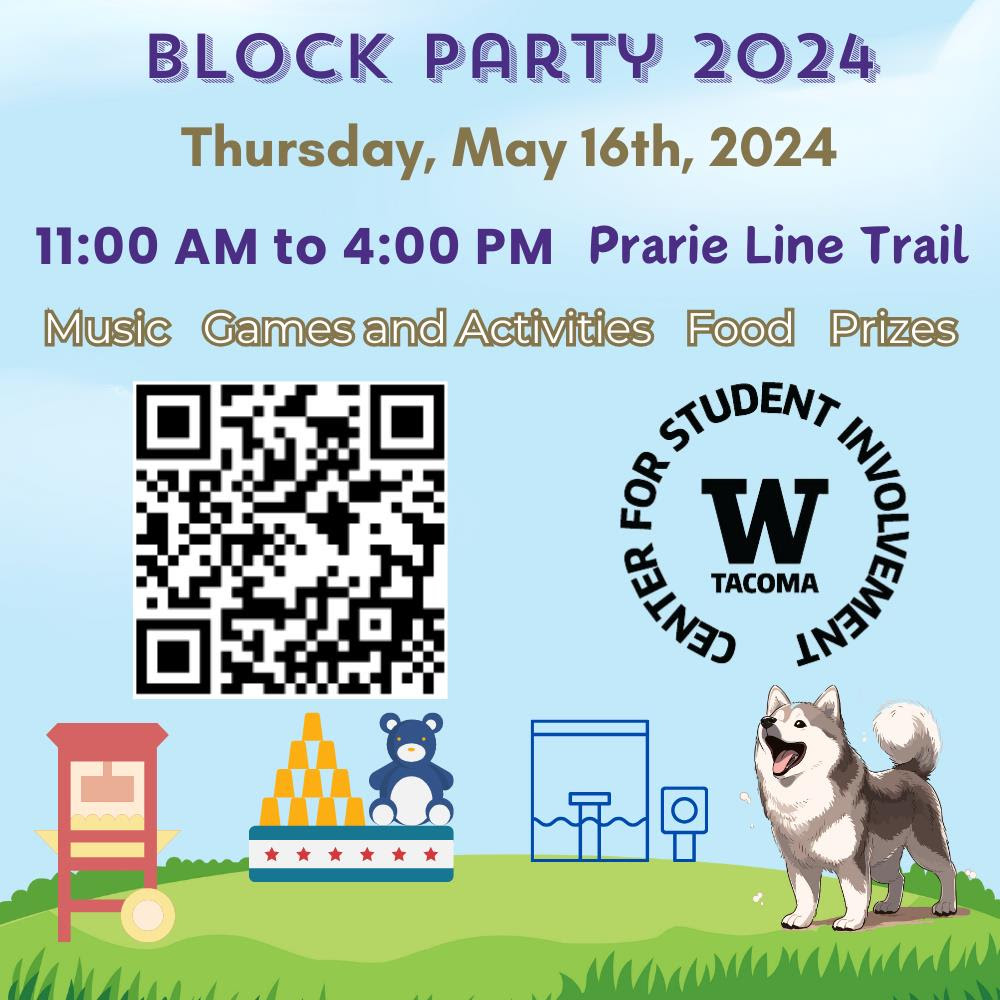 BLOCK PARTY 2024
Thursday, May 16th, 2024
11:00 AM to 4:00 PM Prarie Line Trail
Music Games and Activities Food Prizes
CENTER FOR STUDENT INVOLVEMENT
W
TACOMA